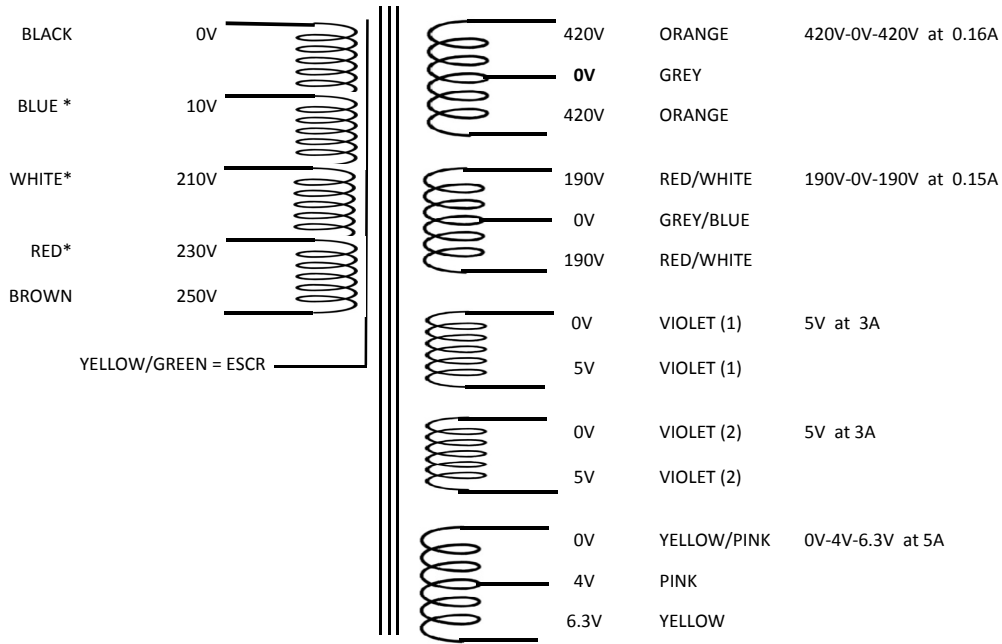 BLACK 0V
BLUE * 10V
WHITE* 210V
RED* 230V
BROWN 250V
YELLOW/GREEN = ESCR
420V ORANGE 420V-0V-420V at 0.16A
0V GREY
420V ORANGE
190V RED/WHITE 190V-0V-190V at 0.15A
0V GREY/BLUE
190V RED/WHITE
0V VIOLET (1) 5V at 3A
5V VIOLET (1)
0V VIOLET (2) 5V at 3A
5V VIOLET (2)
0V YELLOW/PINK 0V-4V-6.3V at 5A
4V PINK
6.3V YELLOW